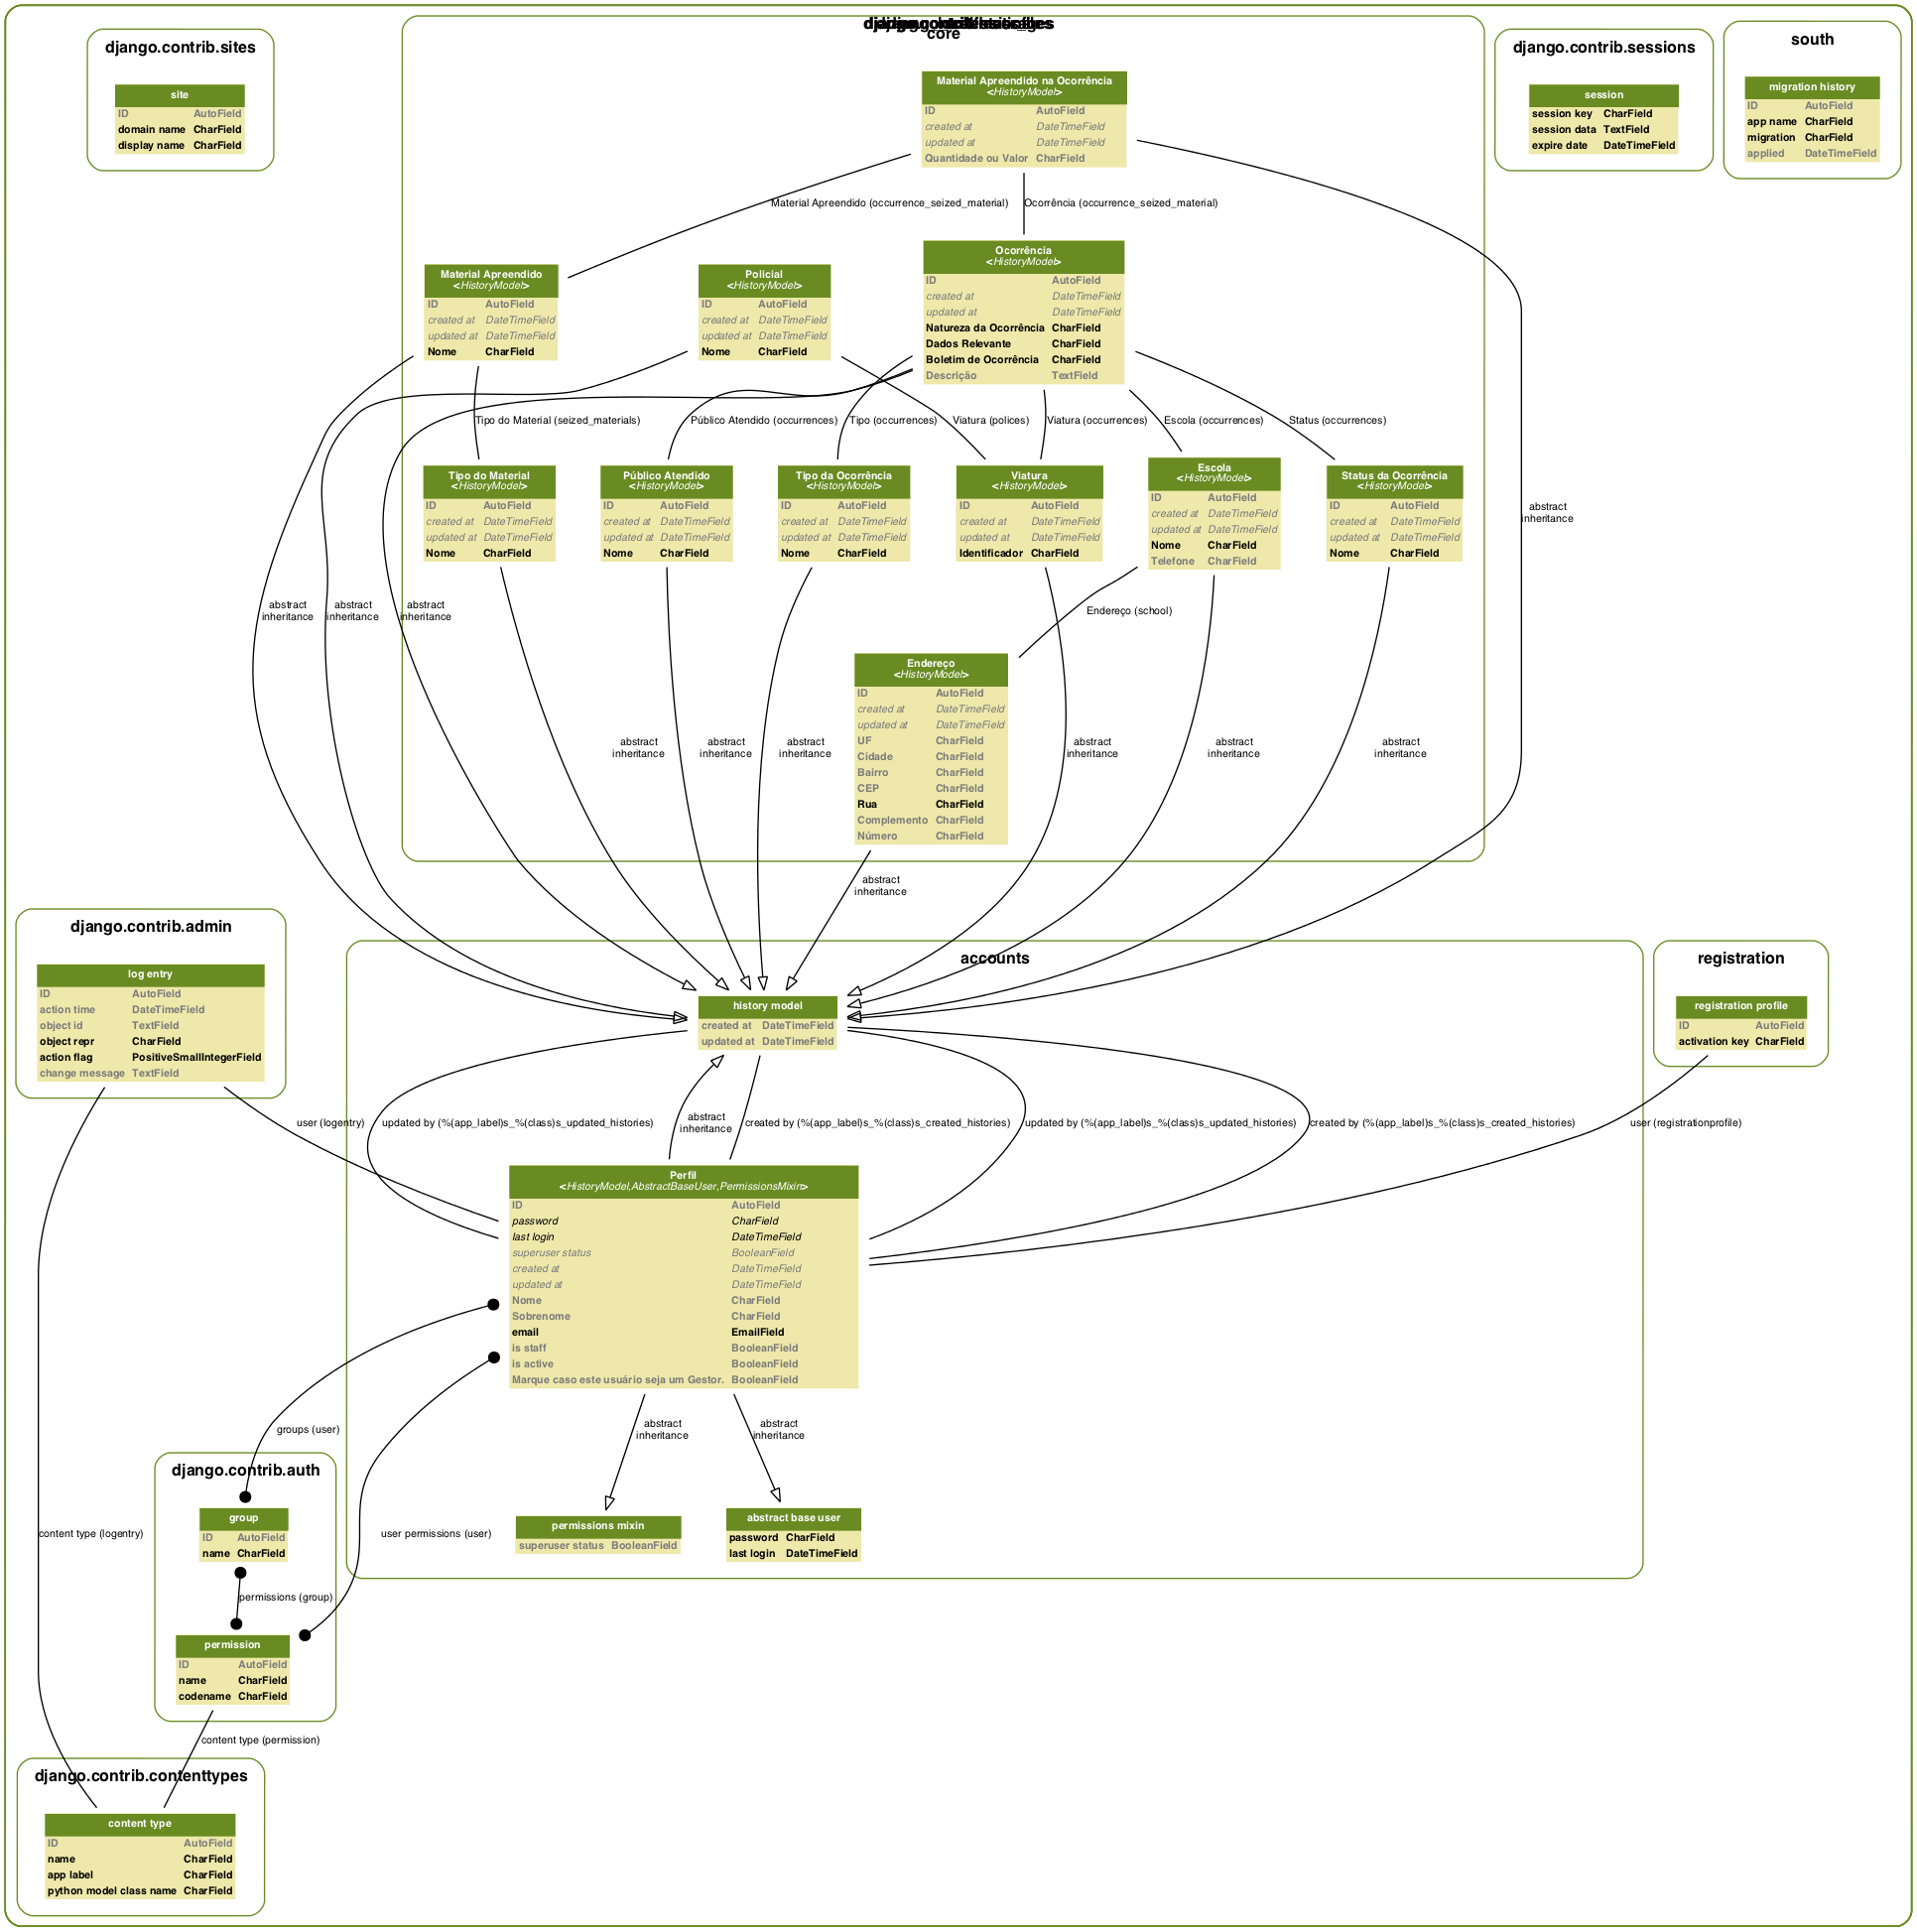 django.contrib.sites
site
ID AutoField
domain name CharField
display name CharField
core
django.contrib.sessions
session
session key CharField
session data TextField
expire date DateTimeField
south
migration history
ID AutoField
app name CharField
migration CharField
applied DateTimeField
Material Apreendido na Ocorrência
<HistoryModel>
ID AutoField
created at DateTimeField
updated at DateTimeField
Quantidade ou Valor CharField
Material Apreendido (occurrence_seized_material)
Ocorrência (occurrence_seized_material)
Material Apreendido
<HistoryModel>
ID AutoField
created at DateTimeField
updated at DateTimeField
Nome CharField
Policial
<HistoryModel>
ID AutoField
created at DateTimeField
updated at DateTimeField
Nome CharField
Ocorrência
<HistoryModel>
ID AutoField
created at DateTimeField
updated at DateTimeField
Natureza da Ocorrência CharField
Dados Relevante CharField
Boletim de Ocorrência CharField
Descrição TextField
Tipo do Material (seized_materials)
Público Atendido (occurrences)
Tipo (occurrences)
Viatura (polices)
Viatura (occurrences)
Escola (occurrences)
Status (occurrences)
Tipo do Material
<HistoryModel>
ID AutoField
created at DateTimeField
updated at DateTimeField
Nome CharField
Público Atendido
<HistoryModel>
ID AutoField
created at DateTimeField
updated at DateTimeField
Nome CharField
Tipo da Ocorrência
<HistoryModel>
ID AutoField
created at DateTimeField
updated at DateTimeField
Nome CharField
Viatura
<HistoryModel>
ID AutoField
created at DateTimeField
updated at DateTimeField
Identificador CharField
Escola
<HistoryModel>
ID AutoField
created at DateTimeField
updated at DateTimeField
Nome CharField
Telefone CharField
Status da Ocorrência
<HistoryModel>
ID AutoField
created at DateTimeField
updated at DateTimeField
Nome CharField
abstract
inheritance
abstract
inheritance
abstract
inheritance
abstract
inheritance
Endereço (school)
Endereço
<HistoryModel>
ID AutoField
created at DateTimeField
updated at DateTimeField
UF CharField
Cidade CharField
Bairro CharField
CEP CharField
Rua CharField
Complemento CharField
Número CharField
abstract
inheritance
abstract
inheritance
abstract
inheritance
abstract
inheritance
abstract
inheritance
abstract
inheritance
abstract
inheritance
django.contrib.admin
log entry
ID AutoField
action time DateTimeField
object id TextField
object repr CharField
action flag PositiveSmallIntegerField
change message TextField
accounts
history model
created at DateTimeField
updated at DateTimeField
registration
registration profile
ID AutoField
activation key CharField
user (logentry)
updated by (%(app_label)s_%(class)s_updated_histories)
abstract
inheritance
created by (%(app_label)s_%(class)s_created_histories)
updated by (%(app_label)s_%(class)s_updated_histories)
created by (%(app_label)s_%(class)s_created_histories)
user (registrationprofile)
Perfil
<HistoryModel,AbstractBaseUser,PermissionsMixin>
ID AutoField
password CharField
last login DateTimeField
superuser status BooleanField
created at DateTimeField
updated at DateTimeField
Nome CharField
Sobrenome CharField
email EmailField
is staff BooleanField
is active BooleanField
Marque caso este usuário seja um Gestor. BooleanField
groups (user)
abstract
inheritance
abstract
inheritance
django.contrib.auth
group
ID AutoField
name CharField
content type (logentry)
user permissions (user)
permissions mixin
superuser status BooleanField
abstract base user
password CharField
last login DateTimeField
permissions (group)
permission
ID AutoField
name CharField
codename CharField
content type (permission)
django.contrib.contenttypes
content type
ID AutoField
name CharField
app label CharField
python model class name CharField